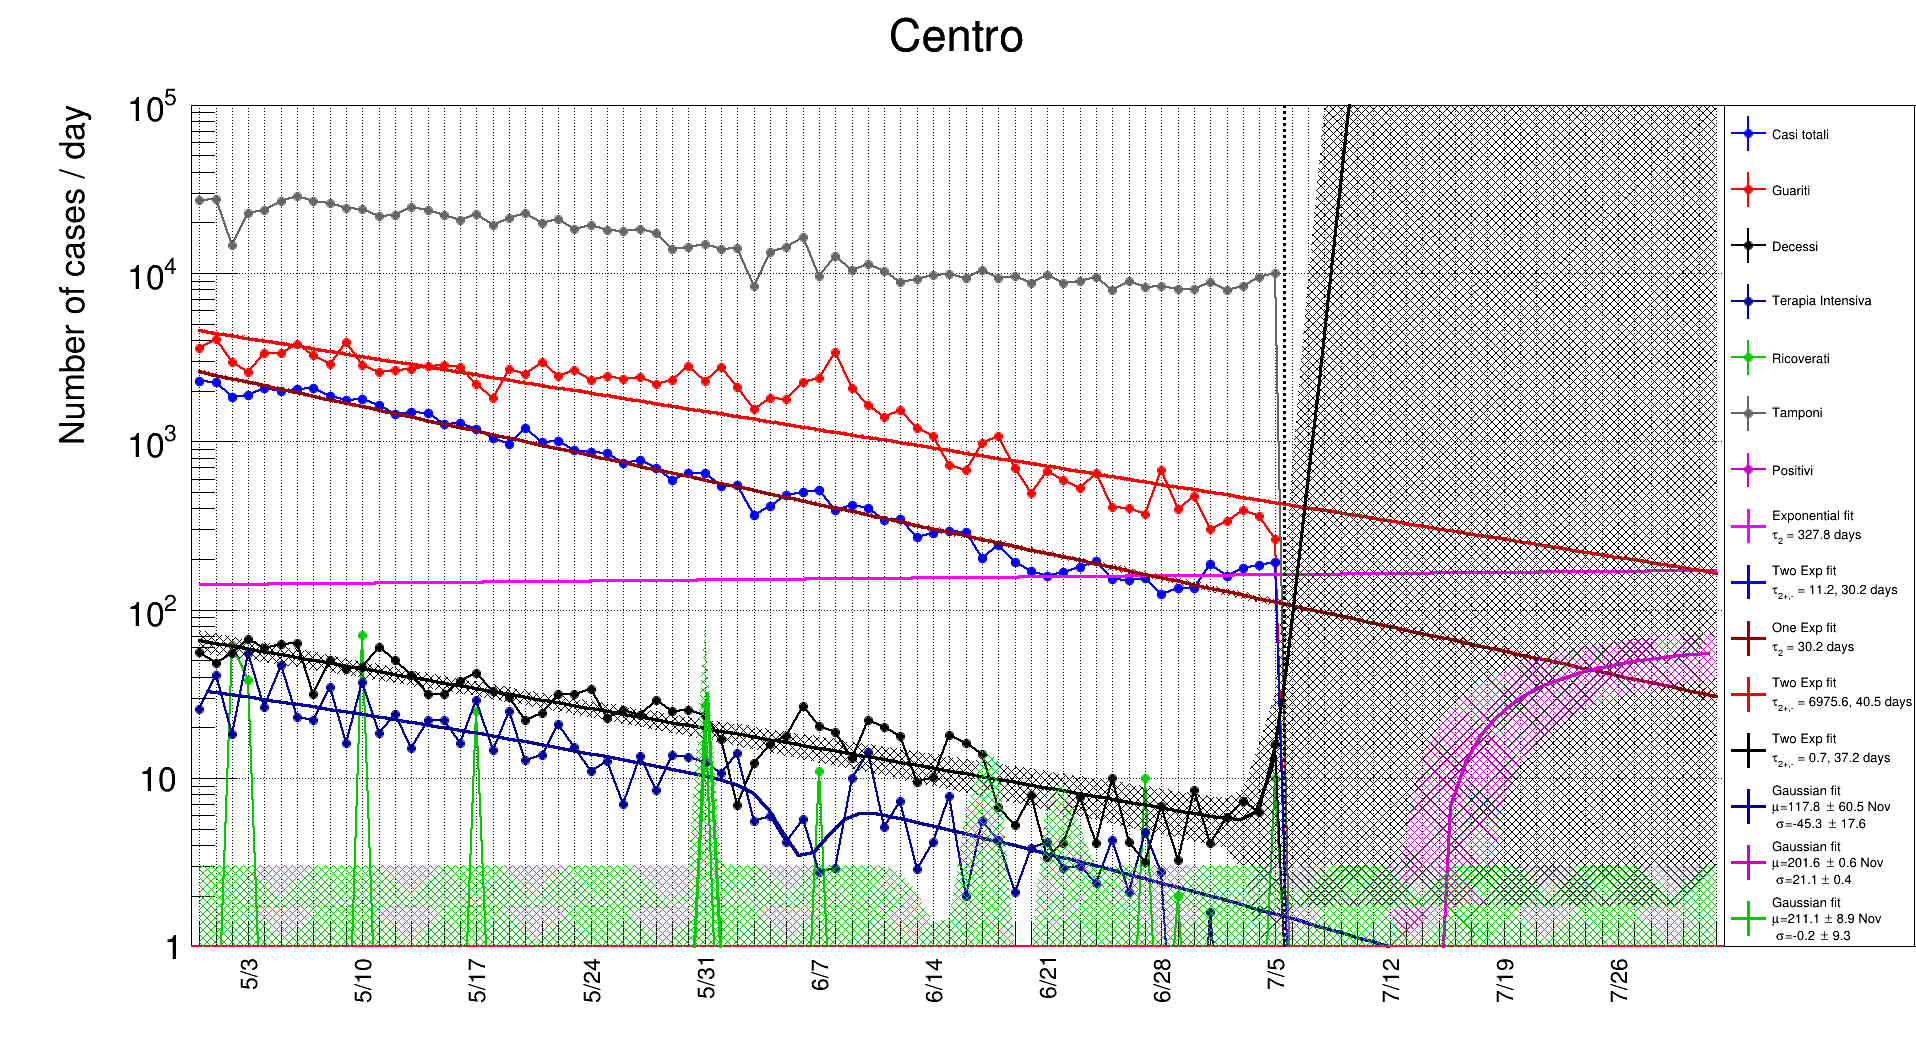 Centro
Number of cases / day
10^5
10^4
10^3
10^2
10
1
5/3
5/10
5/17
5/24
5/31
6/7
6/14
6/21
6/28
7/5
7/12
7/19
7/26
Casi totali
Guariti
Decessi
Terapia Intensiva
Ricoverati
Tamponi
Positivi
Exponential fit
τ₂ = 327.8 days
Two Exp fit
τ₂₊,₋ = 11.2, 30.2 days
One Exp fit
τ₂ = 30.2 days
Two Exp fit
τ₂₊,₋ = 6975.6, 40.5 days
Two Exp fit
τ₂₊,₋ = 0.7, 37.2 days
Gaussian fit
μ=117.8 ± 60.5 Nov
σ=-45.3 ± 17.6
Gaussian fit
μ=201.6 ± 0.6 Nov
σ=21.1 ± 0.4
Gaussian fit
μ=211.1 ± 8.9 Nov
σ=-0.2 ± 9.3